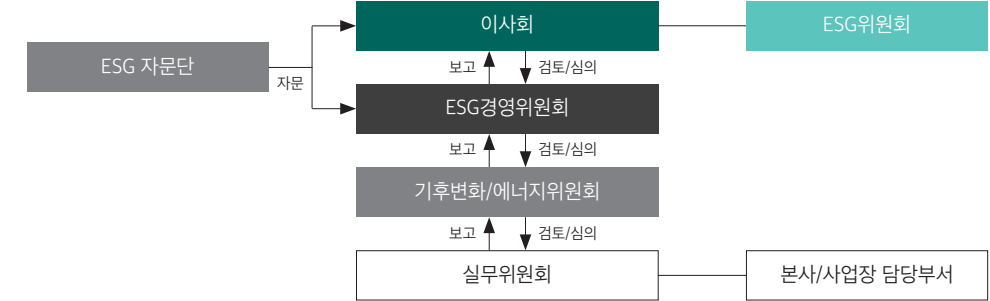 이사회
ESG위원회
ESG 자문단
자문
보고
검토/심의
ESG경영위원회
보고
검토/심의
기후변화/에너지위원회
보고
검토/심의
실무위원회
본사/사업장 담당부서